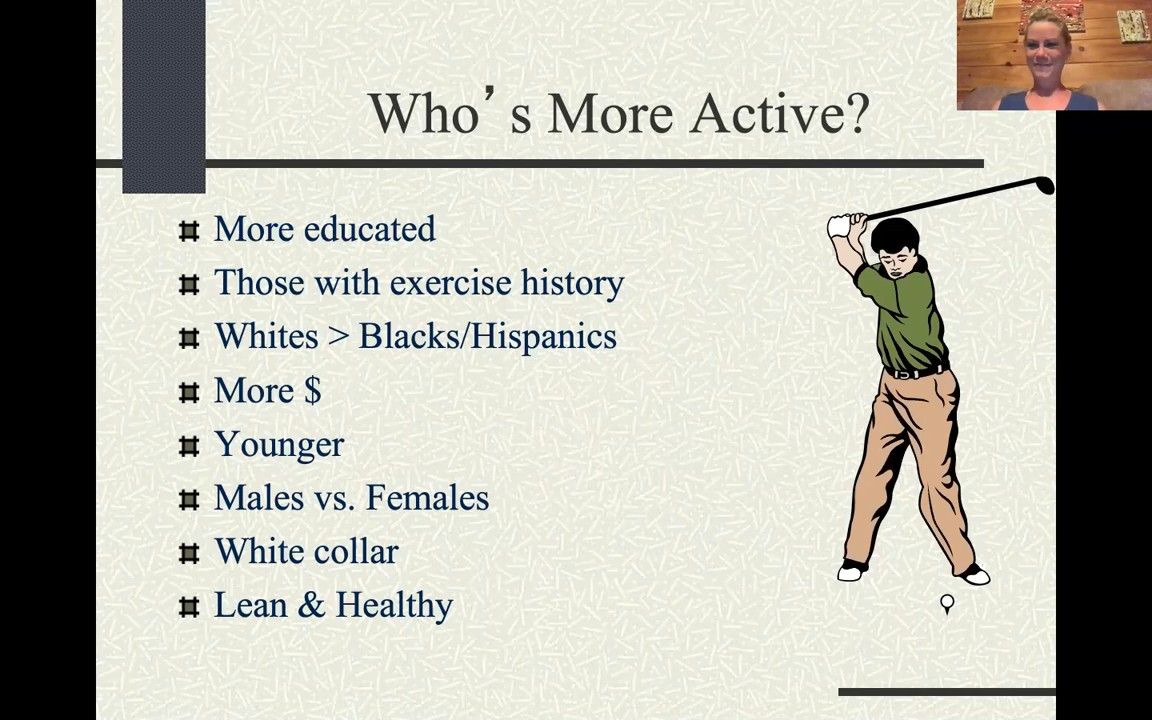 Who’s More Active?
More educated
Those with exercise history
Whites > Blacks/Hispanics
More $
Younger
Males vs. Females
White collar
Lean & Healthy